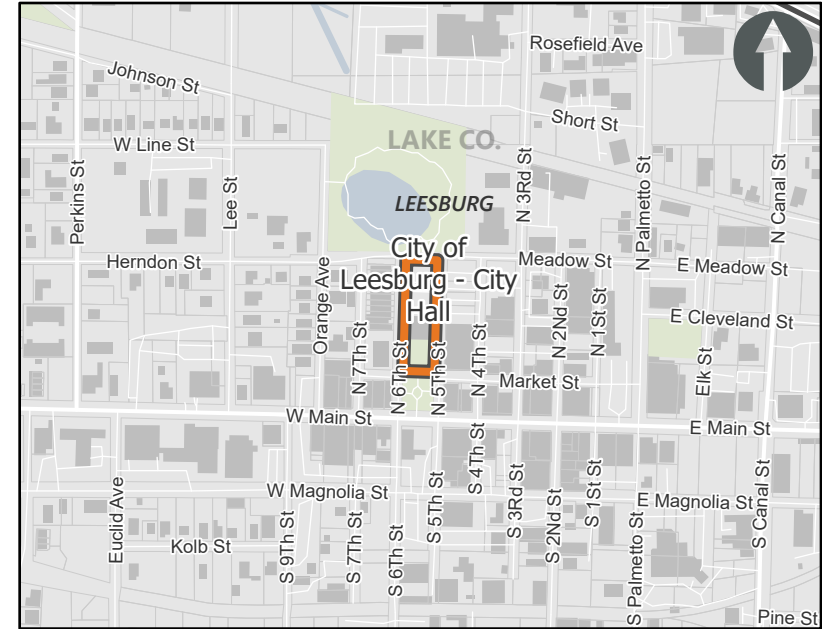 Rosefield Ave
Johnson St
Short St
LAKE CO.
W Line St
Perkins St
Lee St
N 3Rd St
N Palmetto St
N Canal St
LEESBURG
City of
Leesburg - City
Hall
Herndon St
Meadow St
E Meadow St
Orange Ave
N 7Th St
N 6Th St
N 5Th St
N 4Th St
N 2Nd St
N 1St St
E Cleveland St
Elk St
Market St
W Main St
E Main St
W Magnolia St
E Magnolia St
Euclid Ave
Kolb St
S 9Th St
S 7Th St
S 6Th St
S 5Th St
S 4Th St
S 3Rd St
S 2Nd St
S 1St St
S Palmetto St
S Canal St
Pine St